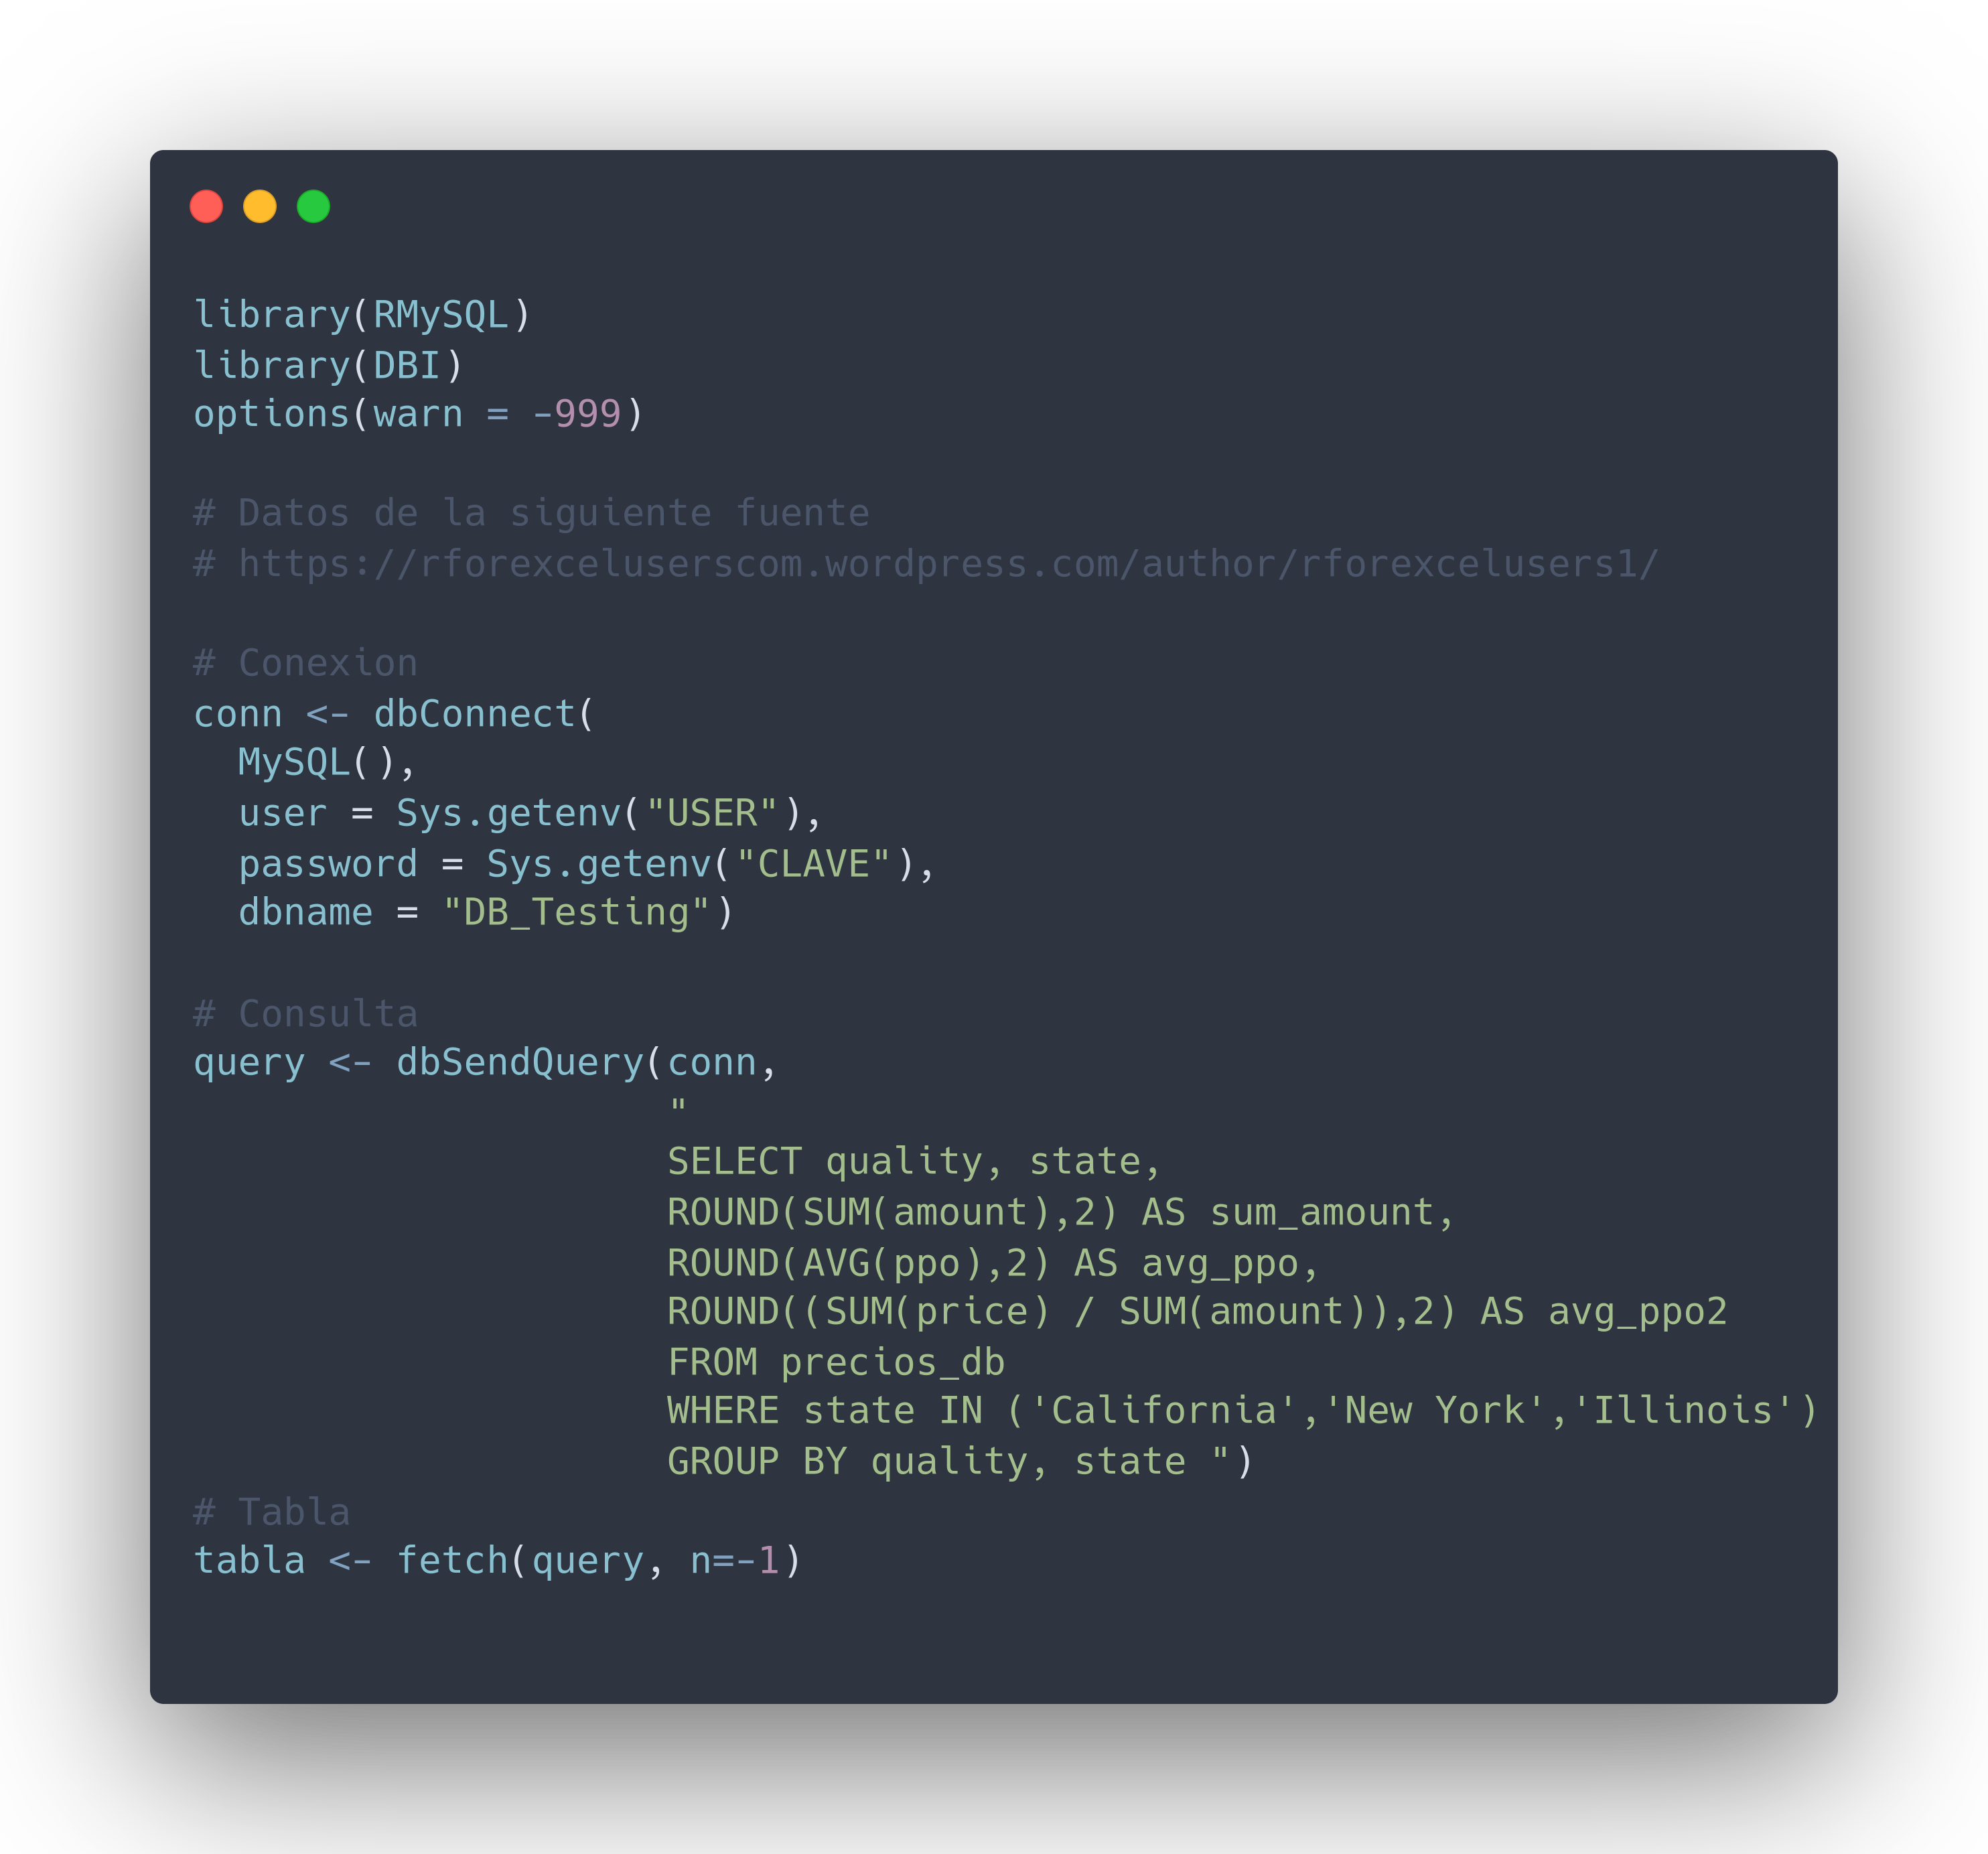 library(RMySQL)
library(DBI)
options(warn = -999)
# Datos de la siguiente fuente
# https://rforexceluserscom.wordpress.com/author/rforexcelusers1/
# Conexion
conn <- dbConnect(
  MySQL(),
  user = Sys.getenv("USER"),
  password = Sys.getenv("CLAVE"),
  dbname = "DB_Testing")
# Consulta
query <- dbSendQuery(conn,
                     "
                     SELECT quality, state,
                     ROUND(SUM(amount),2) AS sum_amount,
                     ROUND(AVG(ppo),2) AS avg_ppo,
                     ROUND((SUM(price) / SUM(amount)),2) AS avg_ppo2
                     FROM precios_db
                     WHERE state IN ('California','New York','Illinois')
                     GROUP BY quality, state ")
# Tabla
tabla <- fetch(query, n=-1)